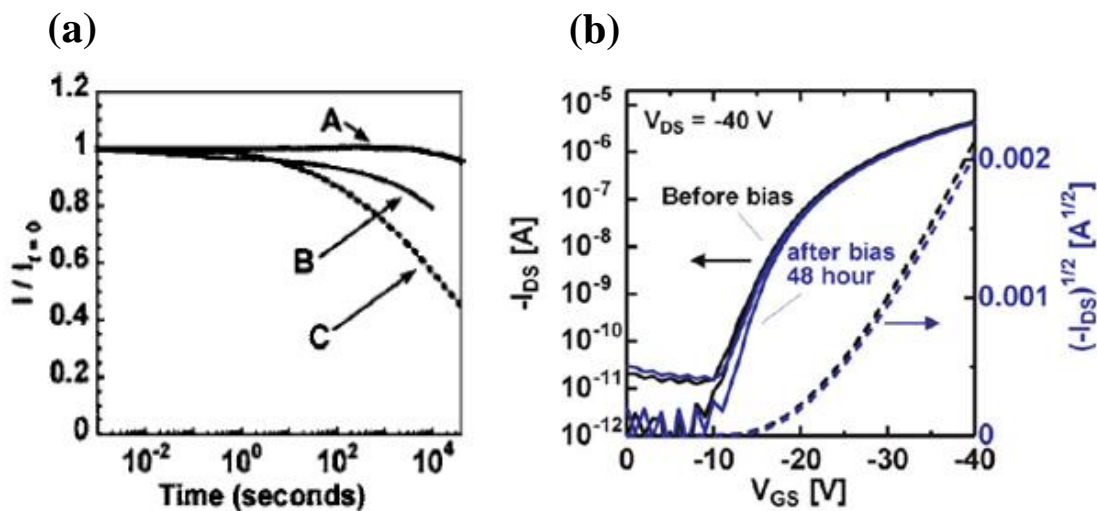 (a)
(b)
1.2
1
0.8
0.6
0.4
0.2
0
I / I t = 0
A
B
C
10-2
100
102
104
Time (seconds)
10-5
10-6
10-7
10-8
10-9
10-10
10-11
10-12
-IDS [A]
VDS = -40 V
Before bias
after bias
48 hour
0.002
0.001
0
(-IDS)1/2 [A1/2]
0
-10
-20
-30
-40
VGS [V]